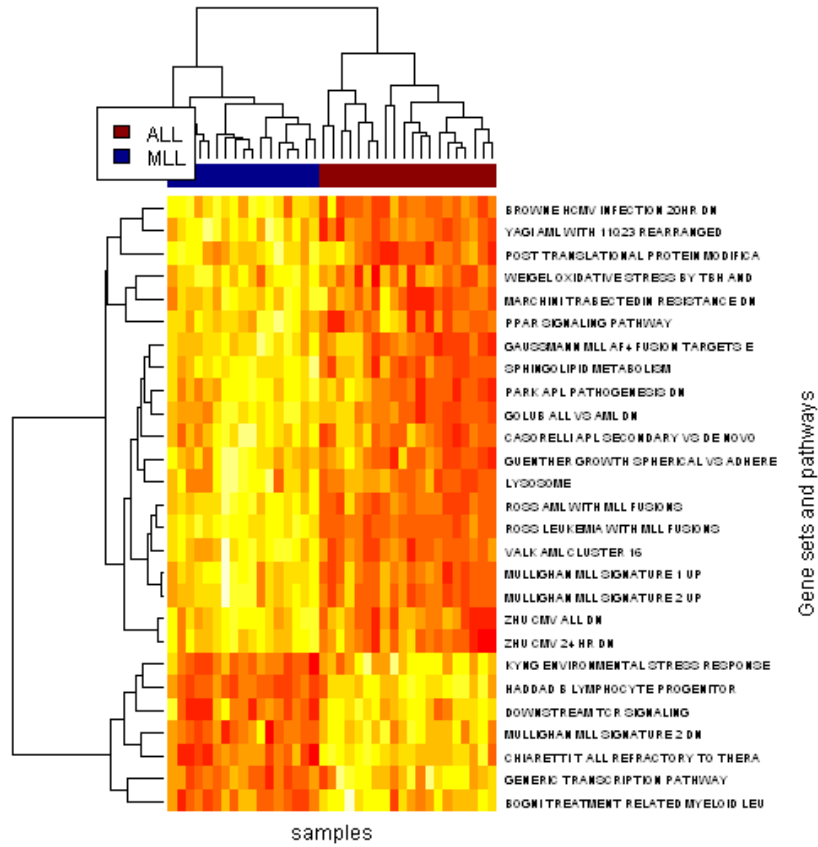 ALL
MLL
BROWNE HCMV INFECTION 20HR DN
YAGI AML WITH 11Q23 REARRANGED
POST TRANSLATIONAL PROTEIN MODIFICA
WEIGEL OXIDATIVE STRESS BY TBH AND
MARCHINI TRABECTEDIN RESISTANCE DN
PPAR SIGNALING PATHWAY
GAUSSMANN MLL AF4 FUSION TARGETS E
SPHINGOLIPID METABOLISM
PARK APL PATHOGENESIS DN
GOLUB ALL VS AML DN
CASORELLI APL SECONDARY VS DE NOVO
GUENTHER GROWTH SPHERICAL VS ADHERE
LYSOSOME
ROSS AML WITH MLL FUSIONS
ROSS LEUKEMIA WITH MLL FUSIONS
VALK AML CLUSTER 16
MULLIGHAN MLL SIGNATURE 1 UP
MULLIGHAN MLL SIGNATURE 2 UP
ZHU CMV ALL DN
ZHU CMV 24 HR DN
KYNG ENVIRONMENTAL STRESS RESPONSE
HADDAD B LYMPHOCYTE PROGENITOR
DOWNSTREAM TCR SIGNALING
MULLIGHAN MLL SIGNATURE 2 DN
CHIARETTI T ALL REFRACTORY TO THERA
GENERIC TRANSCRIPTION PATHWAY
BOGNI TREATMENT RELATED MYELOID LEU
Gene sets and pathways
samples